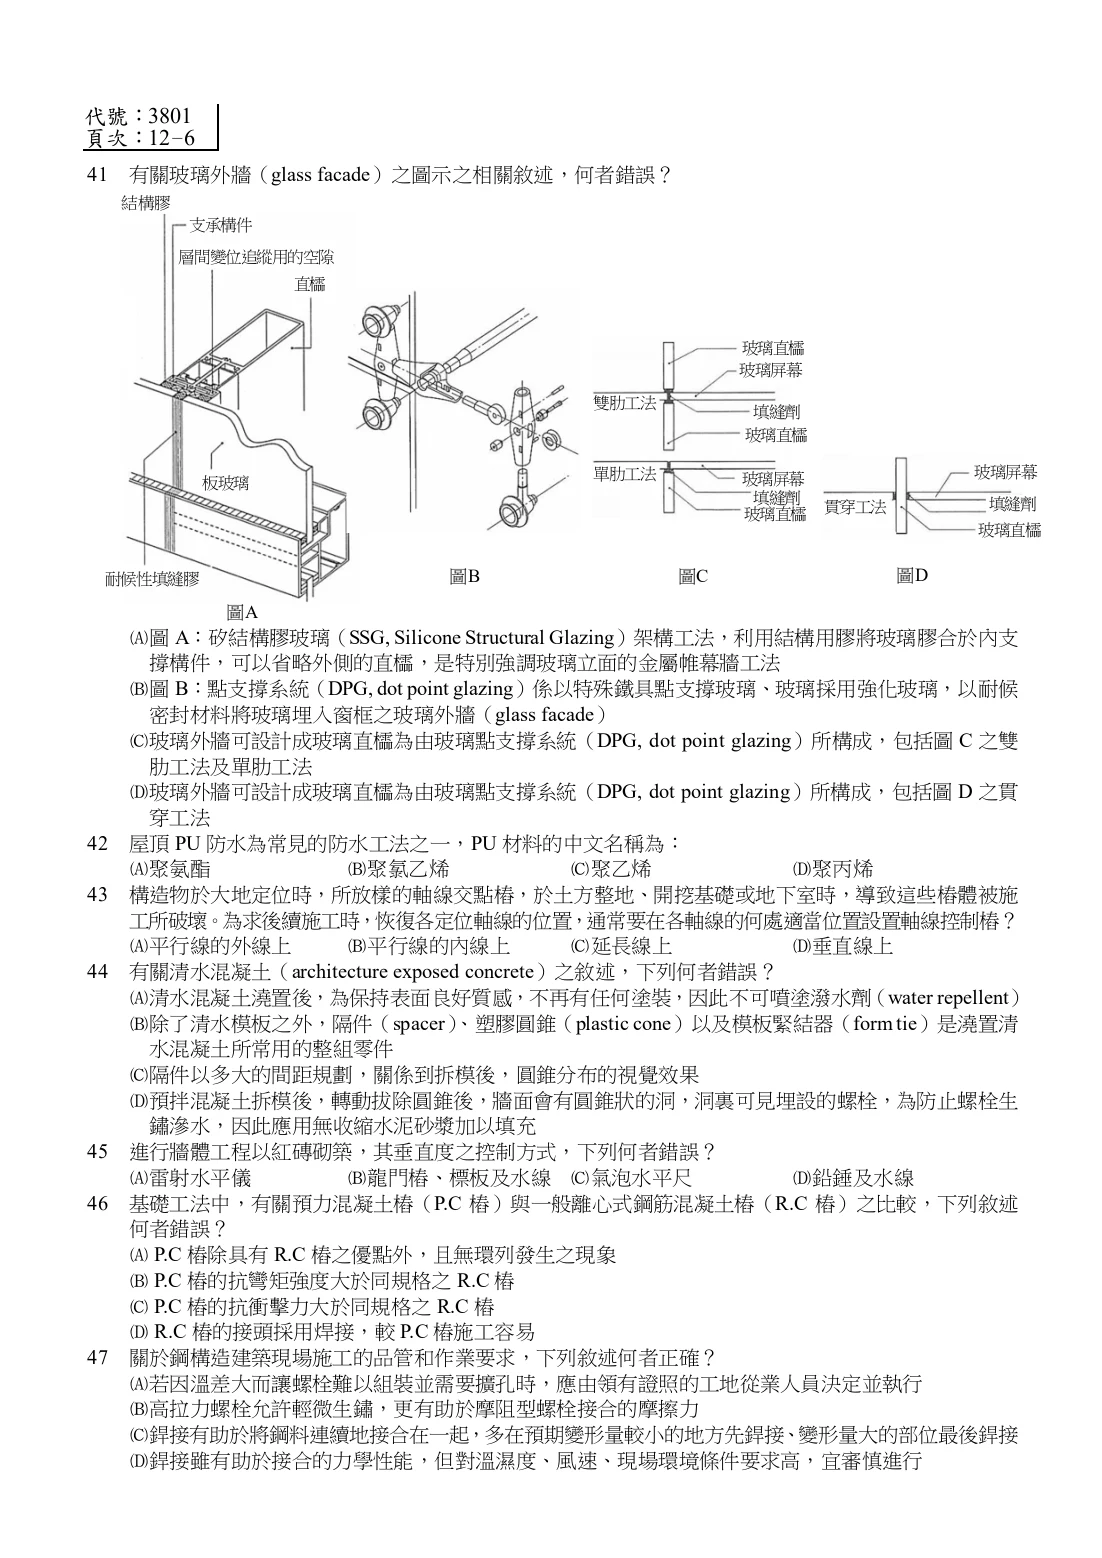 代號：3801
頁次：12-6
41 有關玻璃外牆（glass facade）之圖示之相關敘述，何者錯誤？
結構膠
支承構件
層間變位追縱用的空隙
直櫺
板玻璃
耐候性填縫膠
圖A
圖B
玻璃直櫺
玻璃屏幕
雙肋工法
填縫劑
玻璃直櫺
單肋工法
玻璃屏幕
填縫劑
玻璃直櫺
圖C
玻璃屏幕
貫穿工法
填縫劑
玻璃直櫺
圖D
(A)圖 A：矽結構膠玻璃（SSG, Silicone Structural Glazing）架構工法，利用結構用膠將玻璃膠合於內支
撐構件，可以省略外側的直櫺，是特別強調玻璃立面的金屬帷幕牆工法
(B)圖 B：點支撐系統（DPG, dot point glazing）係以特殊鐵具點支撐玻璃、玻璃採用強化玻璃，以耐候
密封材料將玻璃埋入窗框之玻璃外牆（glass facade）
(C)玻璃外牆可設計成玻璃直櫺為由玻璃點支撐系統（DPG, dot point glazing）所構成，包括圖 C 之雙
肋工法及單肋工法
(D)玻璃外牆可設計成玻璃直櫺為由玻璃點支撐系統（DPG, dot point glazing）所構成，包括圖 D 之貫
穿工法
42 屋頂 PU 防水為常見的防水工法之一，PU 材料的中文名稱為：
(A)聚氨酯 (B)聚氯乙烯 (C)聚乙烯 (D)聚丙烯
43 構造物於大地定位時，所放樣的軸線交點樁，於土方整地、開挖基礎或地下室時，導致這些樁體被施
工所破壞。為求後續施工時，恢復各定位軸線的位置，通常要在各軸線的何處適當位置設置軸線控制樁？
(A)平行線的外線上 (B)平行線的內線上 (C)延長線上 (D)垂直線上
44 有關清水混凝土（architecture exposed concrete）之敘述，下列何者錯誤？
(A)清水混凝土澆置後，為保持表面良好質感，不再有任何塗裝，因此不可噴塗潑水劑（water repellent）
(B)除了清水模板之外，隔件（spacer）、塑膠圓錐（plastic cone）以及模板緊結器（form tie）是澆置清
水混凝土所常用的整組零件
(C)隔件以多大的間距規劃，關係到拆模後，圓錐分布的視覺效果
(D)預拌混凝土拆模後，轉動拔除圓錐後，牆面會有圓錐狀的洞，洞裏可見埋設的螺栓，為防止螺栓生
鏽滲水，因此應用無收縮水泥砂漿加以填充
45 進行牆體工程以紅磚砌築，其垂直度之控制方式，下列何者錯誤？
(A)雷射水平儀 (B)龍門樁、標板及水線 (C)氣泡水平尺 (D)鉛錘及水線
46 基礎工法中，有關預力混凝土樁（P.C 樁）與一般離心式鋼筋混凝土樁（R.C 樁）之比較，下列敘述
何者錯誤？
(A) P.C 樁除具有 R.C 樁之優點外，且無環列發生之現象
(B) P.C 樁的抗彎矩強度大於同規格之 R.C 樁
(C) P.C 樁的抗衝擊力大於同規格之 R.C 樁
(D) R.C 樁的接頭採用焊接，較 P.C 樁施工容易
47 關於鋼構造建築現場施工的品管和作業要求，下列敘述何者正確？
(A)若因溫差大而讓螺栓難以組裝並需要擴孔時，應由領有證照的工地從業人員決定並執行
(B)高拉力螺栓允許輕微生鏽，更有助於摩阻型螺栓接合的摩擦力
(C)銲接有助於將鋼料連續地接合在一起，多在預期變形量較小的地方先銲接、變形量大的部位最後銲接
(D)銲接雖有助於接合的力學性能，但對溫濕度、風速、現場環境條件要求高，宜審慎進行